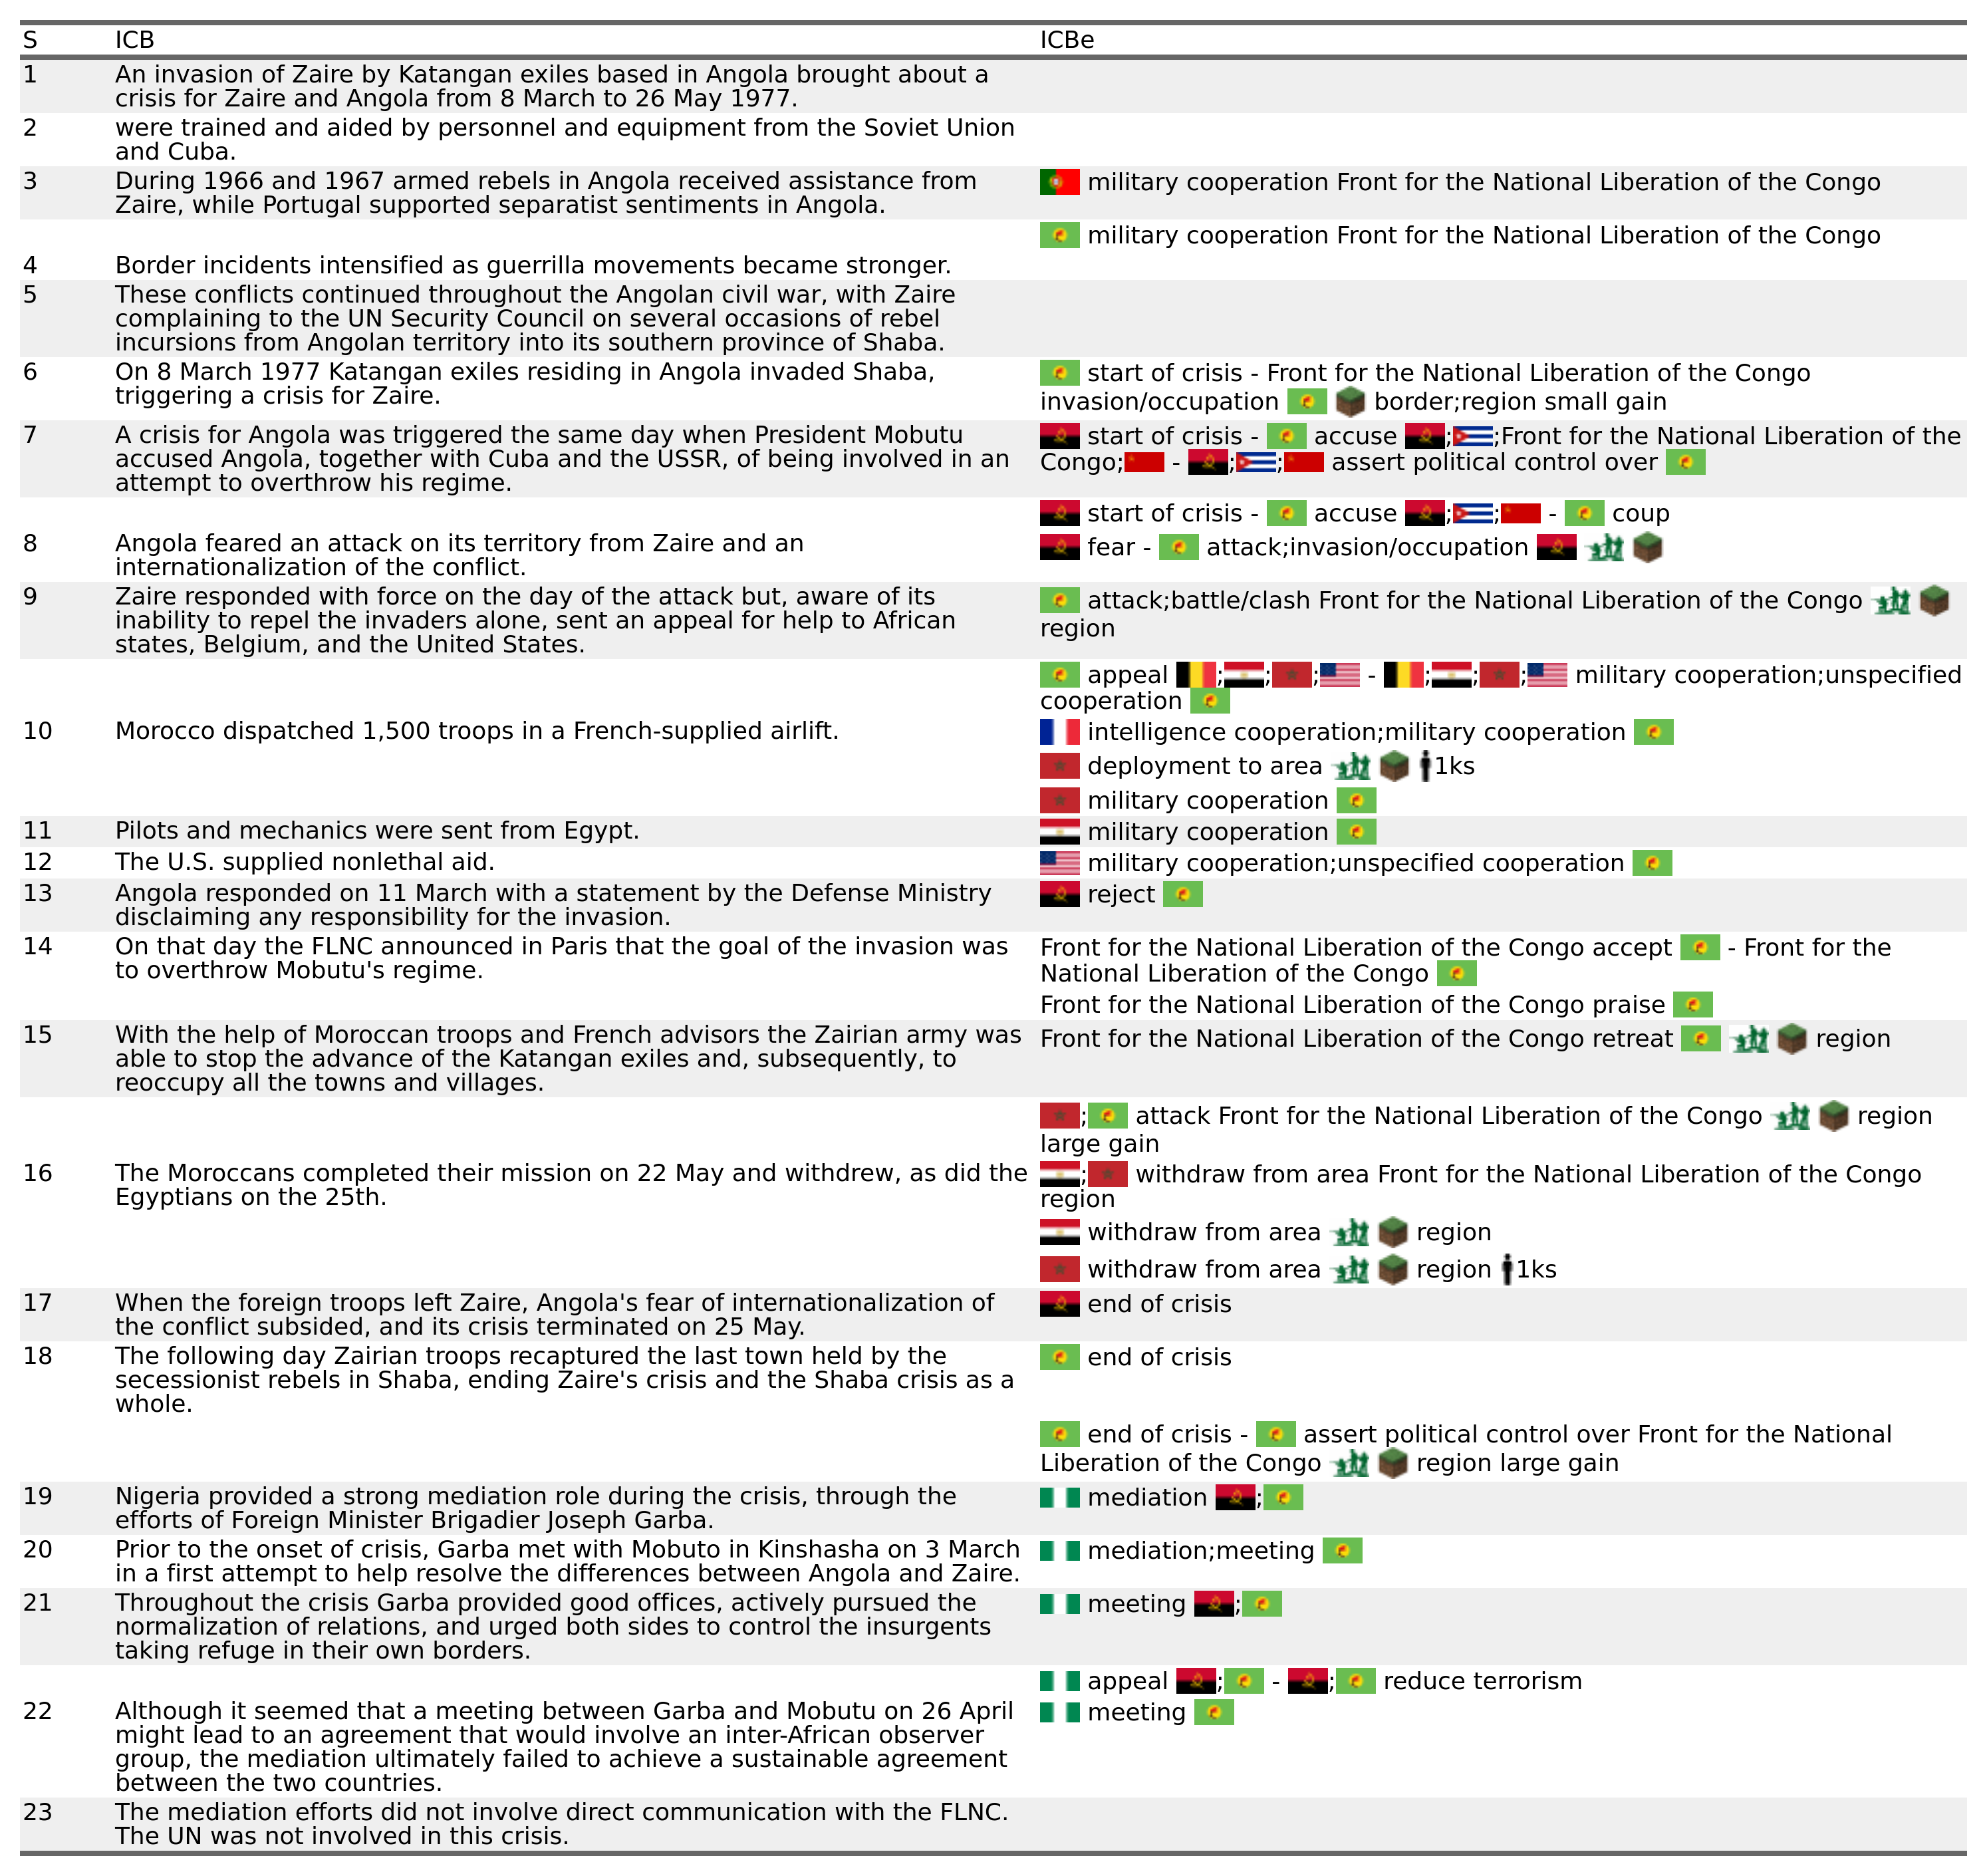 S ICB ICBe
1 An invasion of Zaire by Katangan exiles based in Angola brought about a
crisis for Zaire and Angola from 8 March to 26 May 1977.
2 were trained and aided by personnel and equipment from the Soviet Union
and Cuba.
3 During 1966 and 1967 armed rebels in Angola received assistance from
Zaire, while Portugal supported separatist sentiments in Angola.
military cooperation Front for the National Liberation of the Congo
military cooperation Front for the National Liberation of the Congo
4 Border incidents intensified as guerrilla movements became stronger.
5 These conflicts continued throughout the Angolan civil war, with Zaire
complaining to the UN Security Council on several occasions of rebel
incursions from Angolan territory into its southern province of Shaba.
6 On 8 March 1977 Katangan exiles residing in Angola invaded Shaba,
triggering a crisis for Zaire.
start of crisis - Front for the National Liberation of the Congo
invasion/occupation border;region small gain
7 A crisis for Angola was triggered the same day when President Mobutu
accused Angola, together with Cuba and the USSR, of being involved in an
attempt to overthrow his regime.
start of crisis - accuse ; ;Front for the National Liberation of the
Congo; - ; ; assert political control over
start of crisis - accuse ; ; - coup
8 Angola feared an attack on its territory from Zaire and an
internationalization of the conflict.
fear - attack;invasion/occupation
9 Zaire responded with force on the day of the attack but, aware of its
inability to repel the invaders alone, sent an appeal for help to African
states, Belgium, and the United States.
attack;battle/clash Front for the National Liberation of the Congo
region
appeal ; ; ; - ; ; ; military cooperation;unspecified
cooperation
10 Morocco dispatched 1,500 troops in a French-supplied airlift.
intelligence cooperation;military cooperation
deployment to area 1ks
military cooperation
11 Pilots and mechanics were sent from Egypt.
military cooperation
12 The U.S. supplied nonlethal aid.
military cooperation;unspecified cooperation
13 Angola responded on 11 March with a statement by the Defense Ministry
disclaiming any responsibility for the invasion.
reject
14 On that day the FLNC announced in Paris that the goal of the invasion was
to overthrow Mobutu's regime.
Front for the National Liberation of the Congo accept - Front for the
National Liberation of the Congo
Front for the National Liberation of the Congo praise
15 With the help of Moroccan troops and French advisors the Zairian army was
able to stop the advance of the Katangan exiles and, subsequently, to
reoccupy all the towns and villages.
Front for the National Liberation of the Congo retreat region
; attack Front for the National Liberation of the Congo region
large gain
16 The Moroccans completed their mission on 22 May and withdrew, as did the
Egyptians on the 25th.
; withdraw from area Front for the National Liberation of the Congo
region
withdraw from area region
withdraw from area region 1ks
17 When the foreign troops left Zaire, Angola's fear of internationalization of
the conflict subsided, and its crisis terminated on 25 May.
end of crisis
18 The following day Zairian troops recaptured the last town held by the
secessionist rebels in Shaba, ending Zaire's crisis and the Shaba crisis as a
whole.
end of crisis
end of crisis - assert political control over Front for the National
Liberation of the Congo region large gain
19 Nigeria provided a strong mediation role during the crisis, through the
efforts of Foreign Minister Brigadier Joseph Garba.
mediation ;
20 Prior to the onset of crisis, Garba met with Mobuto in Kinshasha on 3 March
in a first attempt to help resolve the differences between Angola and Zaire.
mediation;meeting
21 Throughout the crisis Garba provided good offices, actively pursued the
normalization of relations, and urged both sides to control the insurgents
taking refuge in their own borders.
meeting ;
appeal ; - ; reduce terrorism
22 Although it seemed that a meeting between Garba and Mobutu on 26 April
might lead to an agreement that would involve an inter-African observer
group, the mediation ultimately failed to achieve a sustainable agreement
between the two countries.
meeting
23 The mediation efforts did not involve direct communication with the FLNC.
The UN was not involved in this crisis.